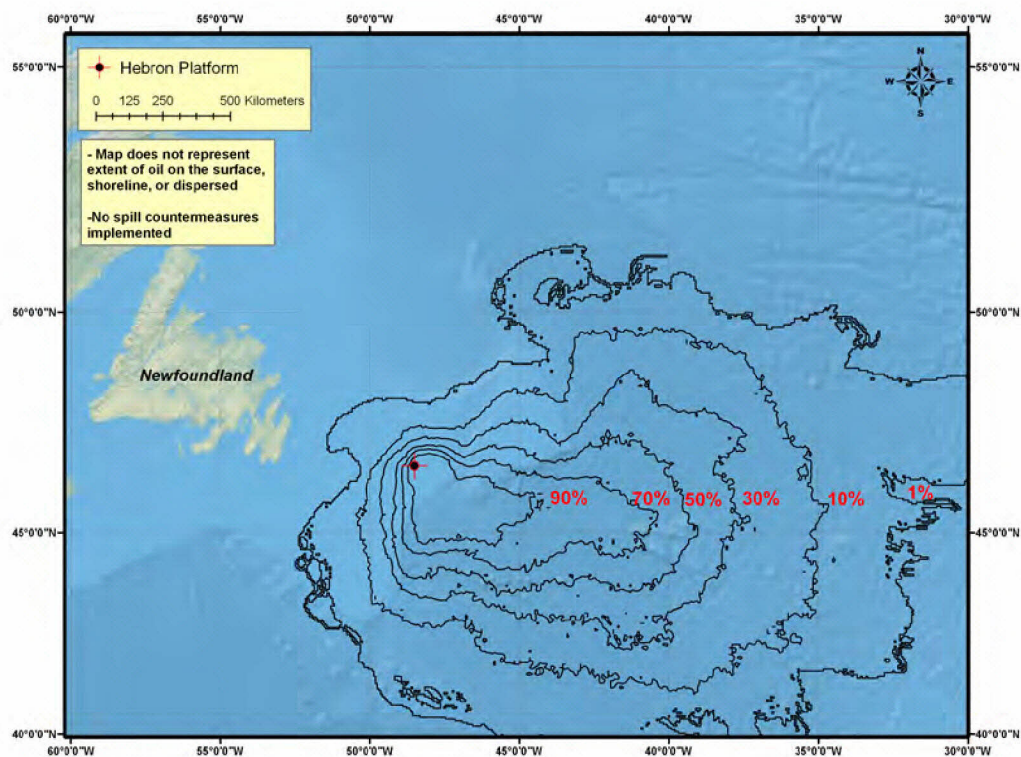 60°0'0"W 55°0'0"W 50°0'0"W 45°0'0"W 40°0'0"W 35°0'0"W 30°0'0"W
55°0'0"N 55°0'0"N
Hebron Platform
0 125 250 500 Kilometers
N
W E
S
- Map does not represent
extent of oil on the surface,
shoreline, or dispersed
-No spill countermeasures
implemented
50°0'0"N 50°0'0"N
Newfoundland
90% 70% 50% 30% 10% 1%
45°0'0"N 45°0'0"N
40°0'0"N 40°0'0"N
60°0'0"W 55°0'0"W 50°0'0"W 45°0'0"W 40°0'0"W 35°0'0"W 30°0'0"W